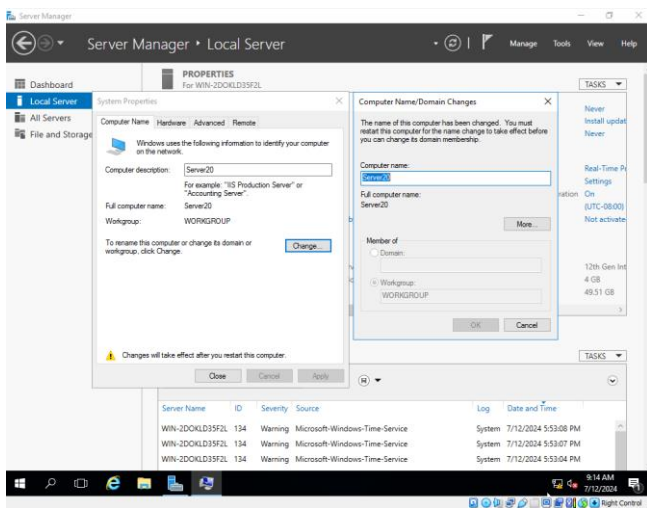 Server Manager
Server Manager • Local Server
Manage Tools View Help
Dashboard
Local Server
All Servers
File and Storage
PROPERTIES
For WIN-2DOKLD35F2L
TASKS
System Properties
Computer Name Hardware Advanced Remote
Windows uses the following information to identify your computer
on the network.
Computer description: Server20
For example: "IIS Production Server" or
"Accounting Server".
Full computer name: Server20
Workgroup: WORKGROUP
To rename this computer or change its domain or
workgroup, click Change.
Change...
Changes will take effect after you restart this computer.
Close Cancel Apply
Computer Name/Domain Changes
The name of this computer has been changed. You must
restart this computer for the name change to take effect before
you can change its domain membership.
Computer name:
Server20
Full computer name:
Server20
More...
Member of
Domain:
Workgroup:
WORKGROUP
OK Cancel
Never
Install updat
Never
Real-Time Pr
Settings
ration On
(UTC-08:00)
Not activate
12th Gen Int
4 GB
49.51 GB
TASKS
Server Name ID Severity Source Log Date and Time
WIN-2DOKLD35F2L 134 Warning Microsoft-Windows-Time-Service System 7/12/2024 5:53:08 PM
WIN-2DOKLD35F2L 134 Warning Microsoft-Windows-Time-Service System 7/12/2024 5:53:07 PM
WIN-2DOKLD35F2L 134 Warning Microsoft-Windows-Time-Service System 7/12/2024 5:53:04 PM
9:14 AM
7/12/2024
Right Control